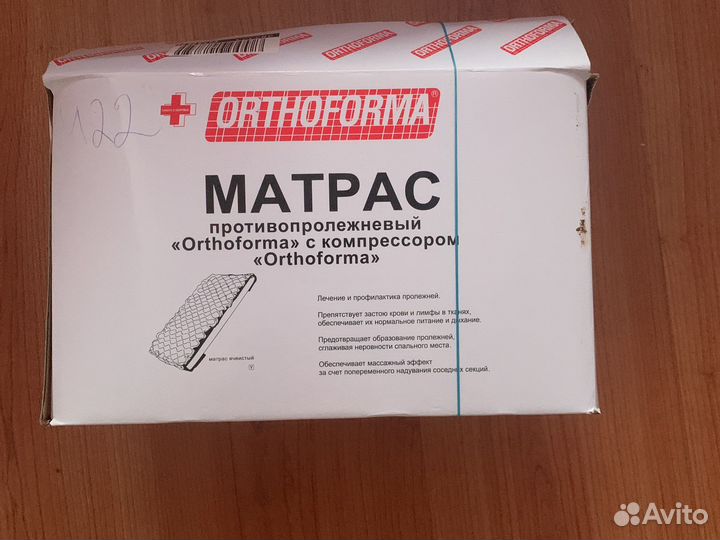 ORTHOFORMA
ORTHOFORMA
ORTHOFORMA
122
ORTHOFORMA®
МАТРАС
противопролежневый
«Orthoforma» с компрессором
«Orthoforma»
Лечение и профилактика пролежней.
Препятствует застою крови и лимфы в тканях,
обеспечивает их нормальное питание и дыхание.
Предотвращает образование пролежней,
сглаживая неровности спального места.
Обеспечивает массажный эффект
за счет попеременного надувания соседних секций.
матрас ячеистый
Avito